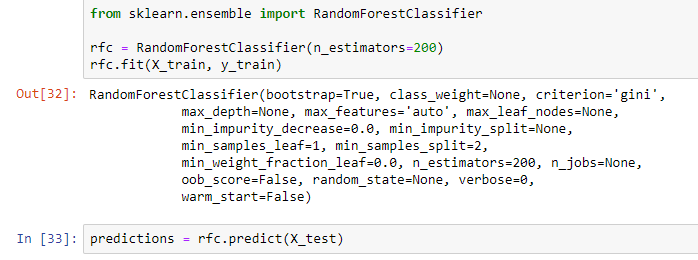 from sklearn.ensemble import RandomForestClassifier
rfc = RandomForestClassifier(n_estimators=200)
rfc.fit(X_train, y_train)
Out[32]: RandomForestClassifier(bootstrap=True, class_weight=None, criterion='gini',
max_depth=None, max_features='auto', max_leaf_nodes=None,
min_impurity_decrease=0.0, min_impurity_split=None,
min_samples_leaf=1, min_samples_split=2,
min_weight_fraction_leaf=0.0, n_estimators=200, n_jobs=None,
oob_score=False, random_state=None, verbose=0,
warm_start=False)
In [33]: predictions = rfc.predict(X_test)